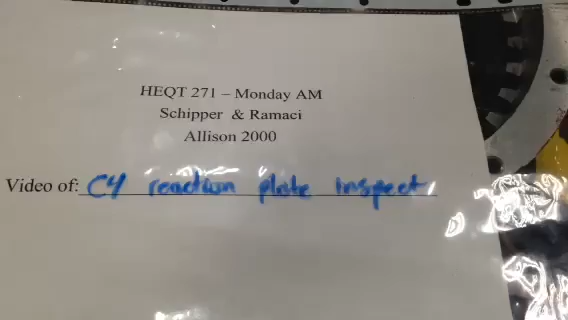 HEQT 271 – Monday AM
Schipper & Ramaci
Allison 2000
Video of: C4 reaction plate inspect